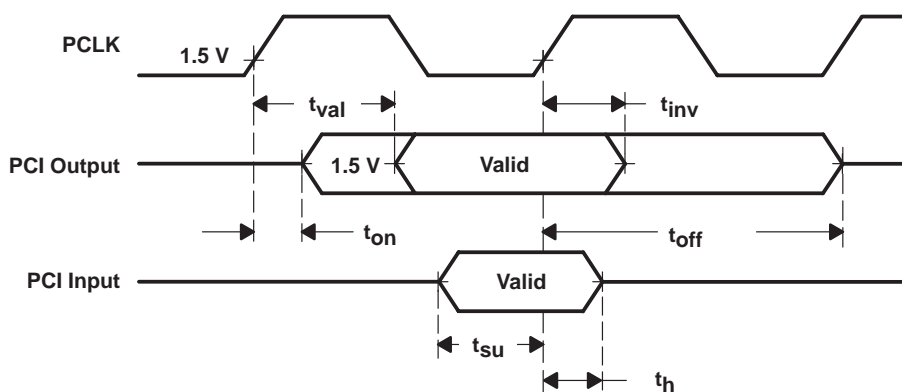 PCLK
1.5 V
tval
tinv
PCI Output
1.5 V
Valid
ton
toff
PCI Input
Valid
tsu
th